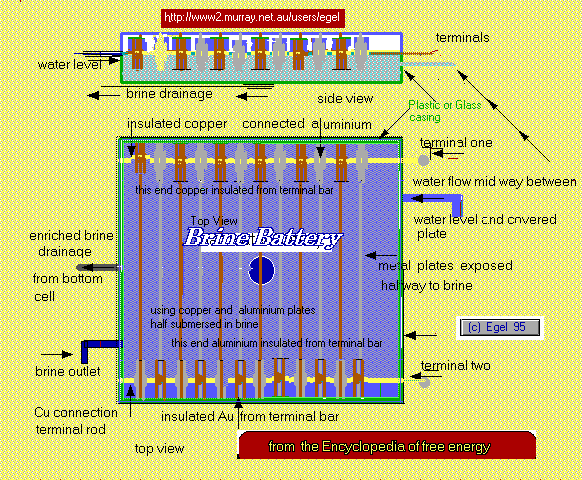 http://www2.murray.net.au/users/egel
terminals
water level
brine drainage
side view
Plastic or Glass
casing
insulated copper connected aluminium
terminal one
water flow mid way between
this end copper insulated from terminal bar
Top View
water level and covered
plate
enriched brine
drainage
Brine Battery
from bottom
cell
metal plates exposed
halfway to brine
using copper and aluminium plates
half submersed in brine
(c) Egel 95
this end aluminium insulated from terminal bar
brine outlet
terminal two
Cu connection
terminal rod
insulated Au from terminal bar
top view
from the Encyclopedia of free energy